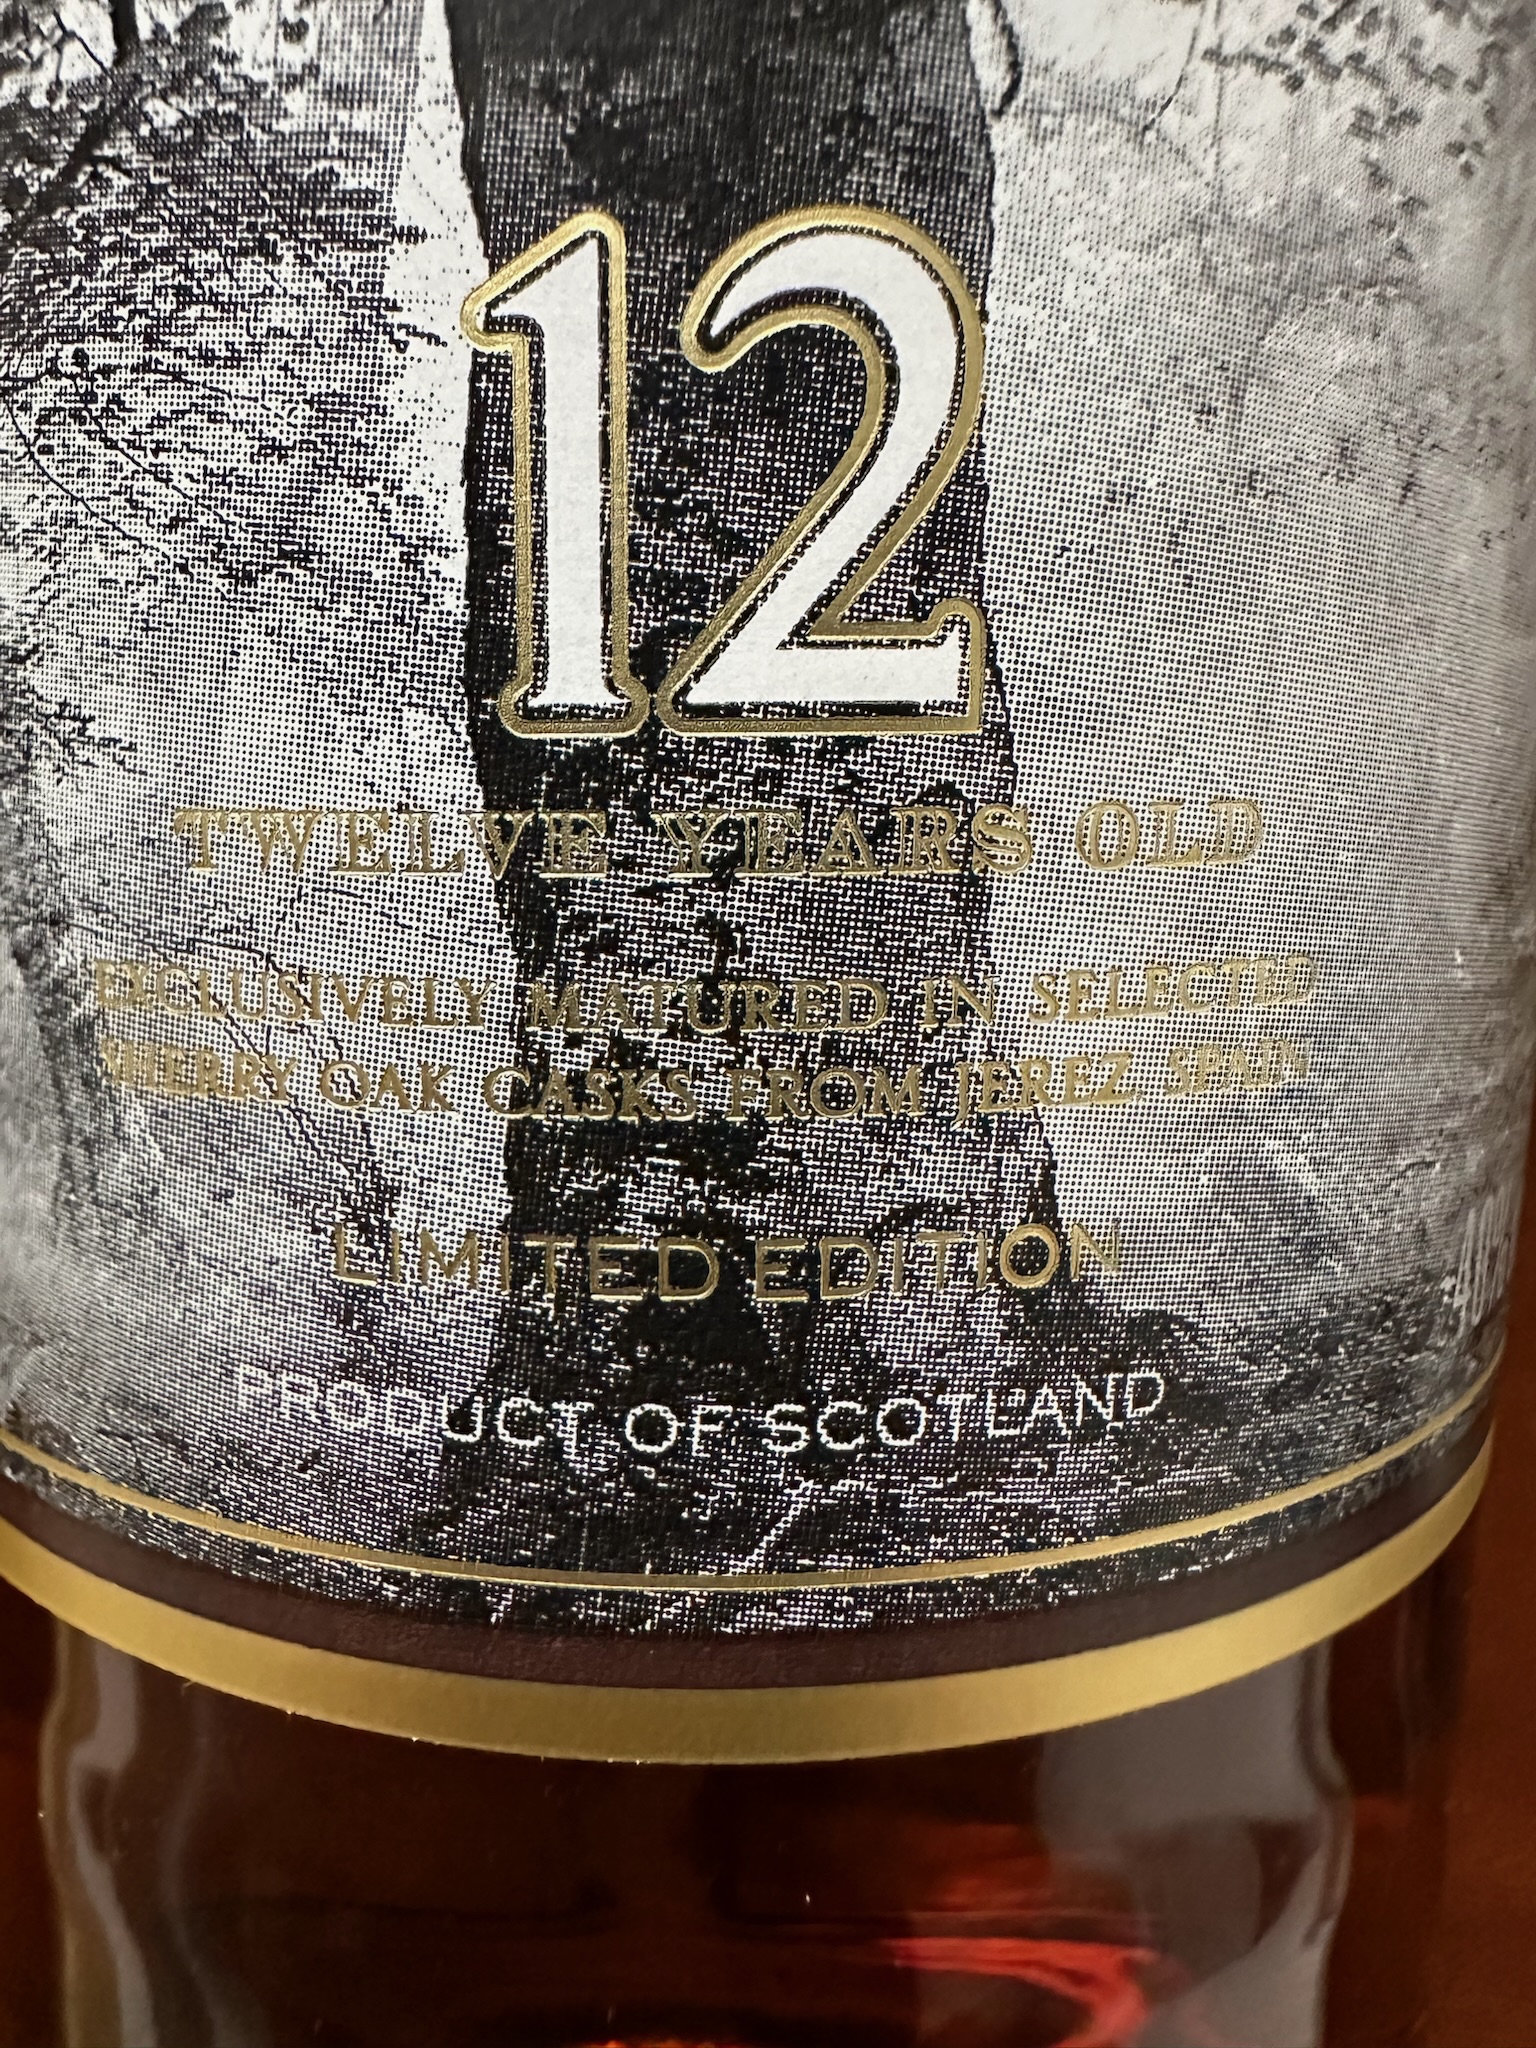 12
TWELVE YEARS OLD
EXCLUSIVELY MATURED IN SELECTED
SHERRY OAK CASKS FROM JEREZ, SPAIN
LIMITED EDITION
PRODUCT OF SCOTLAND